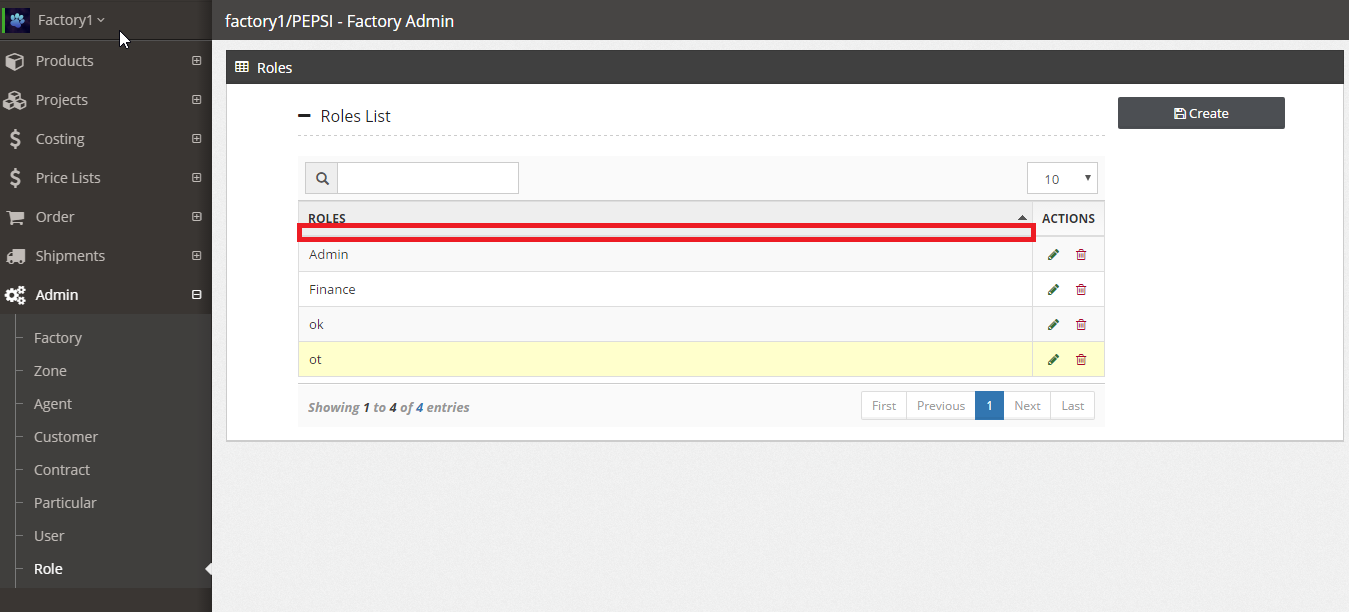 Factory1
factory1/PEPSI - Factory Admin
Products
Projects
Costing
Price Lists
Order
Shipments
Admin
Factory
Zone
Agent
Customer
Contract
Particular
User
Role
Roles
Roles List
Create
10
ROLES ACTIONS
Admin
Finance
ok
ot
Showing 1 to 4 of 4 entries
First Previous 1 Next Last